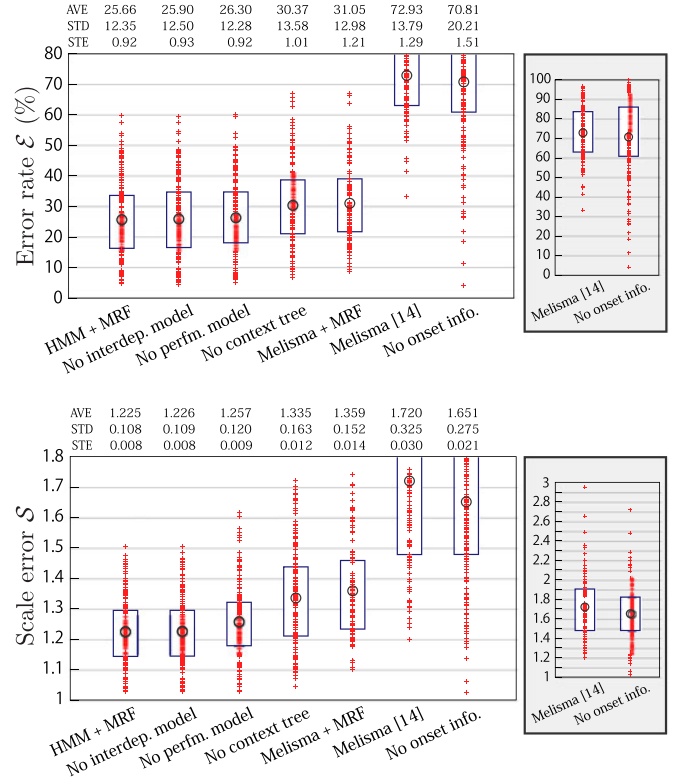 AVE 25.66 25.90 26.30 30.37 31.05 72.93 70.81
STD 12.35 12.50 12.28 13.58 12.98 13.79 20.21
STE 0.92 0.93 0.92 1.01 1.21 1.29 1.51
Error rate ℰ (%)
80
70
60
50
40
30
20
10
0
HMM + MRF
No interdep. model
No perfm. model
No context tree
Melisma + MRF
Melisma [14]
No onset info.
100
90
80
70
60
50
40
30
20
10
0
Melisma [14]
No onset info.
AVE 1.225 1.226 1.257 1.335 1.359 1.720 1.651
STD 0.108 0.109 0.120 0.163 0.152 0.325 0.275
STE 0.008 0.008 0.009 0.012 0.014 0.030 0.021
Scale error 𝒮
1.8
1.7
1.6
1.5
1.4
1.3
1.2
1.1
1
HMM + MRF
No interdep. model
No perfm. model
No context tree
Melisma + MRF
Melisma [14]
No onset info.
3
2.8
2.6
2.4
2.2
2
1.8
1.6
1.4
1.2
1
Melisma [14]
No onset info.